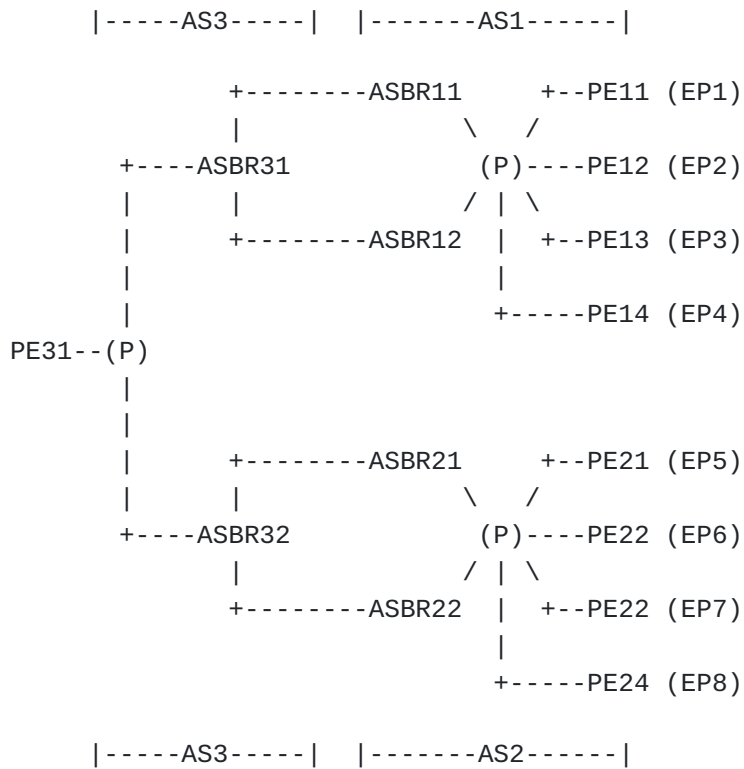 |-----AS3-----|  |-------AS1------|
+--------ASBR11     +--PE11 (EP1)
|             \   /
+----ASBR31            (P)----PE12 (EP2)
|      |              / | \
|      +--------ASBR12  |  +--PE13 (EP3)
|                       |
|                       +-----PE14 (EP4)
PE31--(P)
|
|
|      +--------ASBR21     +--PE21 (EP5)
|      |              \   /
+----ASBR32            (P)----PE22 (EP6)
|              / | \
+--------ASBR22  |  +--PE22 (EP7)
|
+-----PE24 (EP8)
|-----AS3-----|  |-------AS2------|